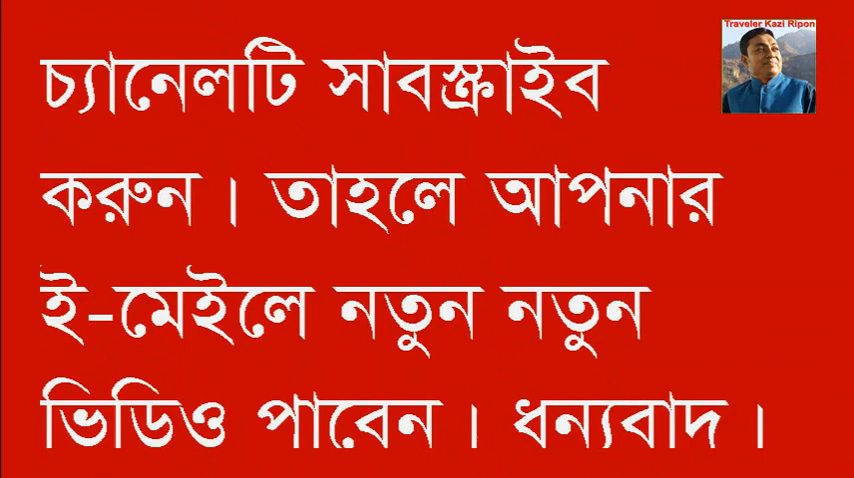 Traveler Kazi Ripon
চ্যানেলটি সাবস্ক্রাইব
করুন । তাহলে আপনার
ই-মেইলে নতুন নতুন
ভিডিও পাবেন । ধন্যবাদ ।